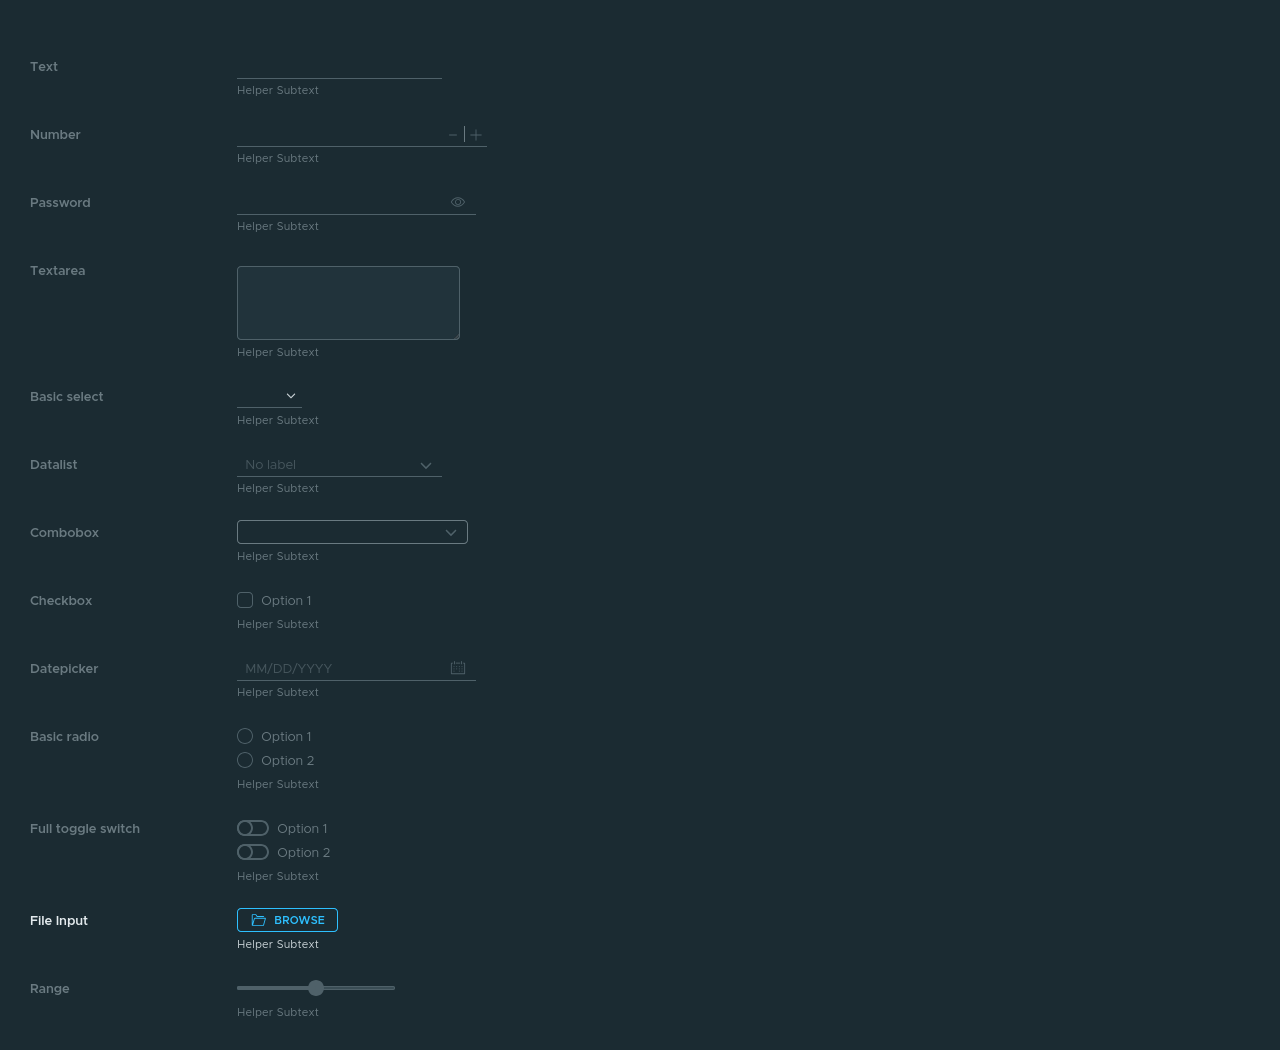 Text
Helper Subtext
Number
Helper Subtext
Password
Helper Subtext
Textarea
Helper Subtext
Basic select
Helper Subtext
Datalist No label
Helper Subtext
Combobox
Helper Subtext
Checkbox Option 1
Helper Subtext
Datepicker MM/DD/YYYY
Helper Subtext
Basic radio Option 1
Option 2
Helper Subtext
Full toggle switch Option 1
Option 2
Helper Subtext
File Input BROWSE
Helper Subtext
Range
Helper Subtext